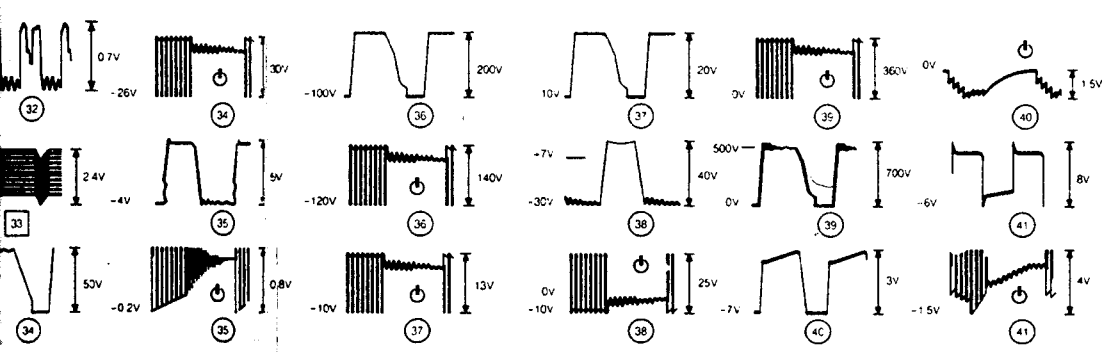 0.7V
-26V
30V
-100V
200V
10V
20V
0V
360V
0V
1.5V
32
34
36
37
39
40
2.4V
-4V
5V
-120V
140V
+7V
-30V
40V
500V
0V
700V
-6V
8V
33
35
36
38
39
41
50V
-0.2V
0,8V
-10V
13V
0V
-10V
25V
-7V
3V
-1.5V
4V
34
35
37
38
40
41